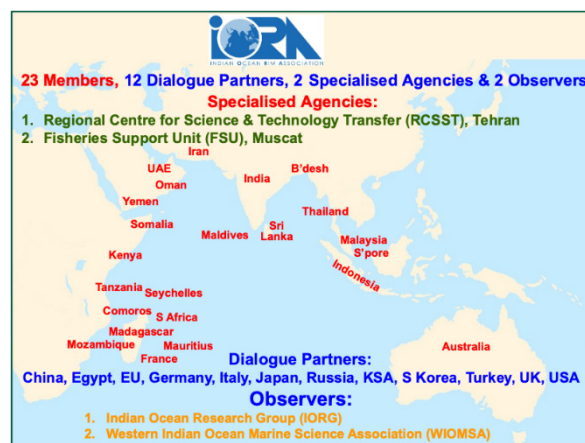 iORA
INDIAN OCEAN RIM ASSOCIATION
23 Members, 12 Dialogue Partners, 2 Specialised Agencies & 2 Observers
Specialised Agencies:
1. Regional Centre for Science & Technology Transfer (RCSST), Tehran
2. Fisheries Support Unit (FSU), Muscat
Iran
UAE
Oman
India
B'desh
Yemen
Somalia
Thailand
Maldives
Sri
Lanka
Malaysia
S'pore
Kenya
Indonesia
Tanzania
Seychelles
Comoros
S Africa
Madagascar
Mozambique
Mauritius
France
Australia
Dialogue Partners:
China, Egypt, EU, Germany, Italy, Japan, Russia, KSA, S Korea, Turkey, UK, USA
Observers:
1. Indian Ocean Research Group (IORG)
2. Western Indian Ocean Marine Science Association (WIOMSA)